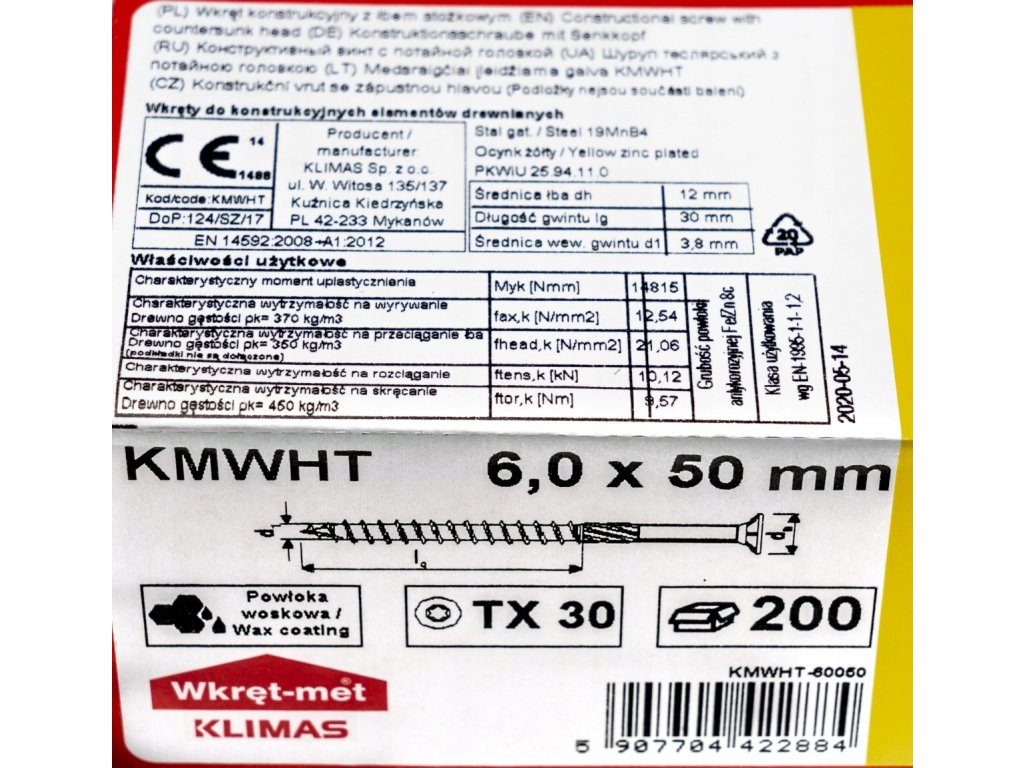 (PL) Wkręt konstrukcyjny z łbem stożkowym (EN) Constructional screw with
countersunk head (DE) Konstruktionsschraube mit Senkkopf
(RU) Конструктивный винт с потайной головкой (UA) Шуруп теслярський з
потайною головкою (LT) Medsraigčiai įleidžiama galva KMWHT
(CZ) Konstrukční vrut se zápustnou hlavou (Podložky nejsou součásti balení)
Wkręty do konstrukcyjnych elementów drewnianych
CE 14
1488
Kod/code: KMWHT
DoP:124/SZ/17
Producent /
manufacturer:
KLIMAS Sp. z o.o.
ul. W. Witosa 135/137
Kuźnica Kiedrzyńska
PL 42-233 Mykanów
EN 14592:2008+A1:2012
Stal gat. / Steel 19MnB4
Ocynk żółty / Yellow zinc plated
PKWiU 25.94.11.0
Średnica łba dh 12 mm
Długość gwintu lg 30 mm
Średnica wew. gwintu d1 3,8 mm
20
PAP
Właściwości użytkowe
Charakterystyczny moment uplastycznienie Myk [Nmm] 14815
Charakterystyczna wytrzymałość na wyrywanie
Drewno gęstości ρk= 370 kg/m3 fax,k [N/mm2] 12,54
Charakterystyczna wytrzymałość na przeciąganie łba
Drewno gęstości ρk= 350 kg/m3 fhead,k [N/mm2] 21,06
(podkładki nie są dołączone)
Charakterystyczna wytrzymałość na rozciąganie ftens,k [kN] 10,12
Charakterystyczna wytrzymałość na skręcanie
Drewno gęstości ρk= 450 kg/m3 ftor,k [Nm] 9,57
Grubość powłoki
antykorozyjnej Fe/Zn 8c
Klasa użytkowania
wg EN-1995-1-1- 1,2
2020-05-14
KMWHT 6,0 x 50 mm
d1 dh
lg
Powłoka
woskowa /
Wax coating
TX 30
200
Wkręt-met®
KLIMAS
KMWHT-60050
5 907704 422884